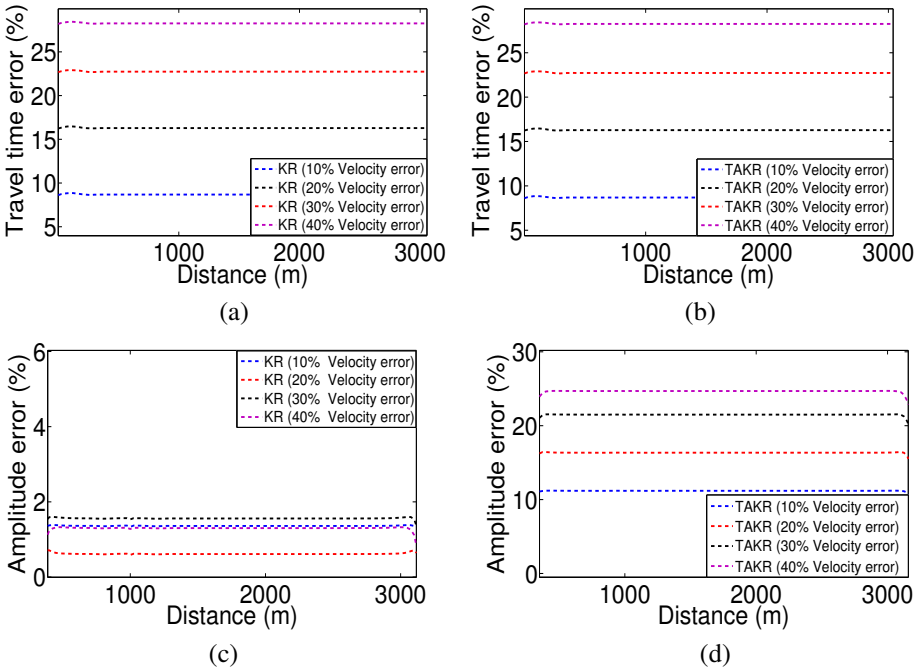 Travel time error (%)
25
20
15
10
5
KR (10% Velocity error)
KR (20% Velocity error)
KR (30% Velocity error)
KR (40% Velocity error)
1000 2000 3000
Distance (m)
(a)
Travel time error (%)
25
20
15
10
5
TAKR (10% Velocity error)
TAKR (20% Velocity error)
TAKR (30% Velocity error)
TAKR (40% Velocity error)
1000 2000 3000
Distance (m)
(b)
Amplitude error (%)
6
4
2
0
KR (10% Velocity error)
KR (20% Velocity error)
KR (30% Velocity error)
KR (40% Velocity error)
1000 2000 3000
Distance (m)
(c)
Amplitude error (%)
30
20
10
0
TAKR (10% Velocity error)
TAKR (20% Velocity error)
TAKR (30% Velocity error)
TAKR (40% Velocity error)
1000 2000 3000
Distance (m)
(d)